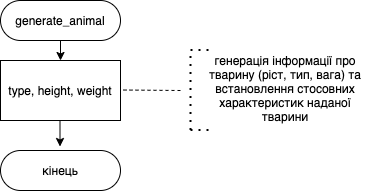 generate_animal
type, height, weight
генерація інформації про
тварину (ріст, тип, вага) та
встановлення стосовних
характеристик наданої
тварини
кінець